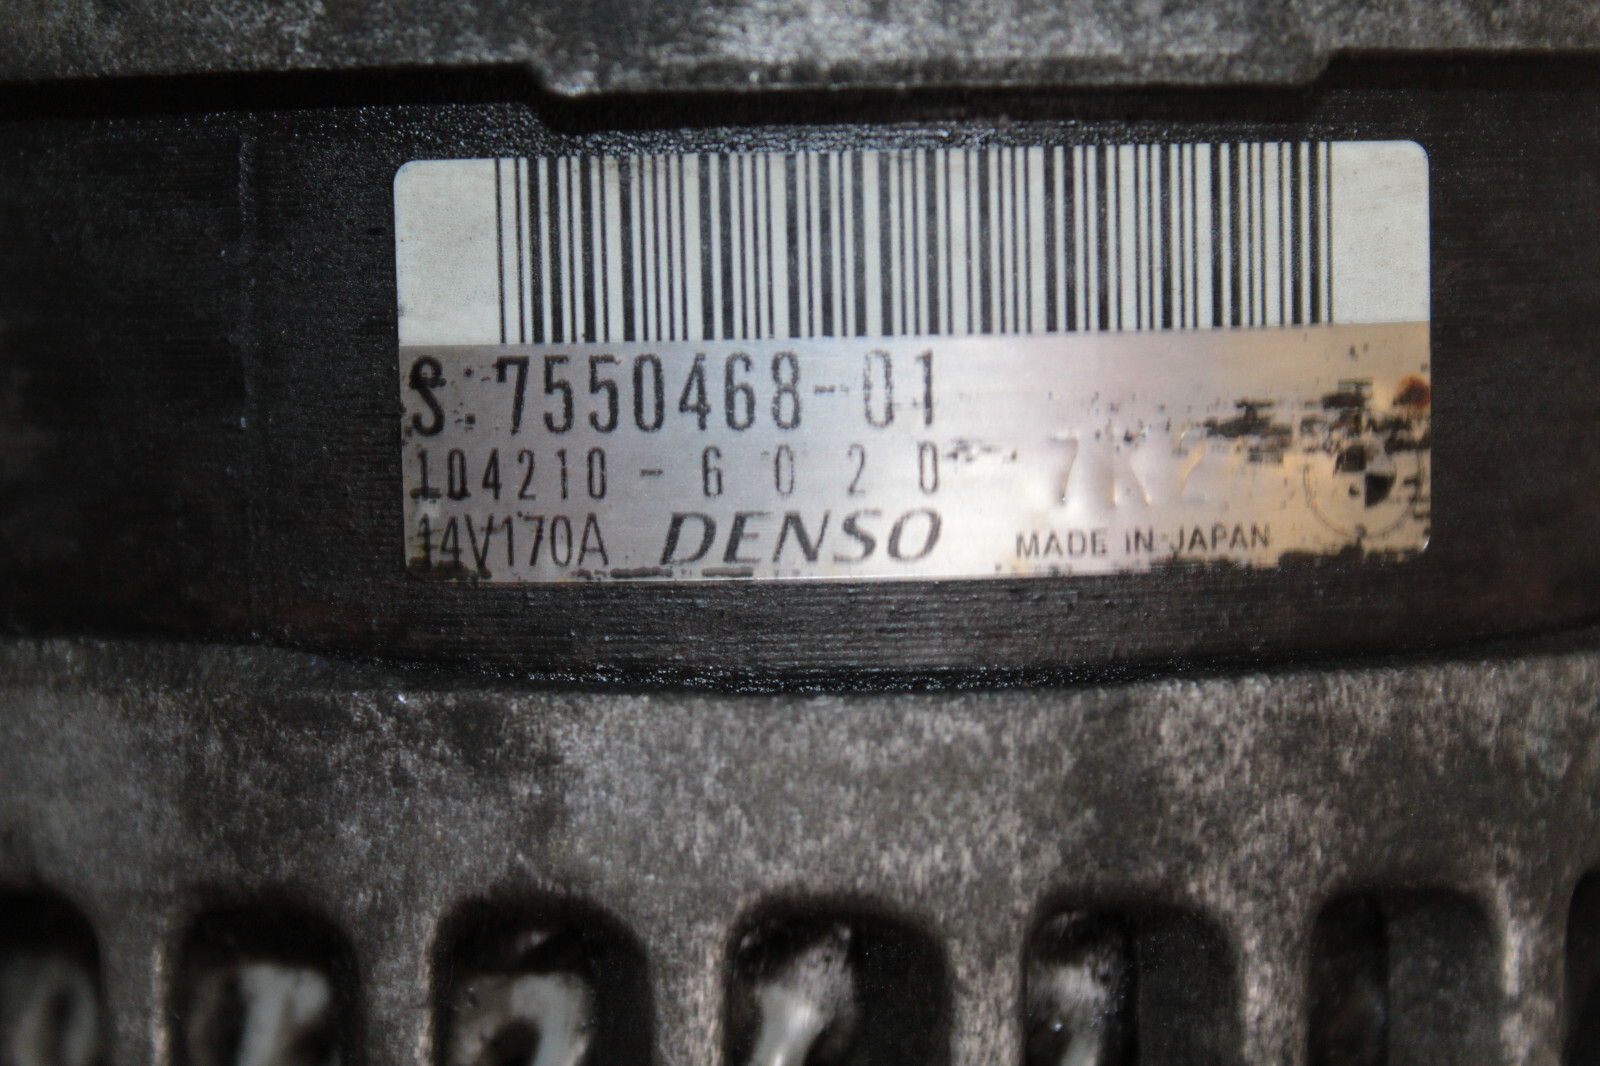 S:7550468-01
104210-6020
14V170A DENSO MADE IN JAPAN